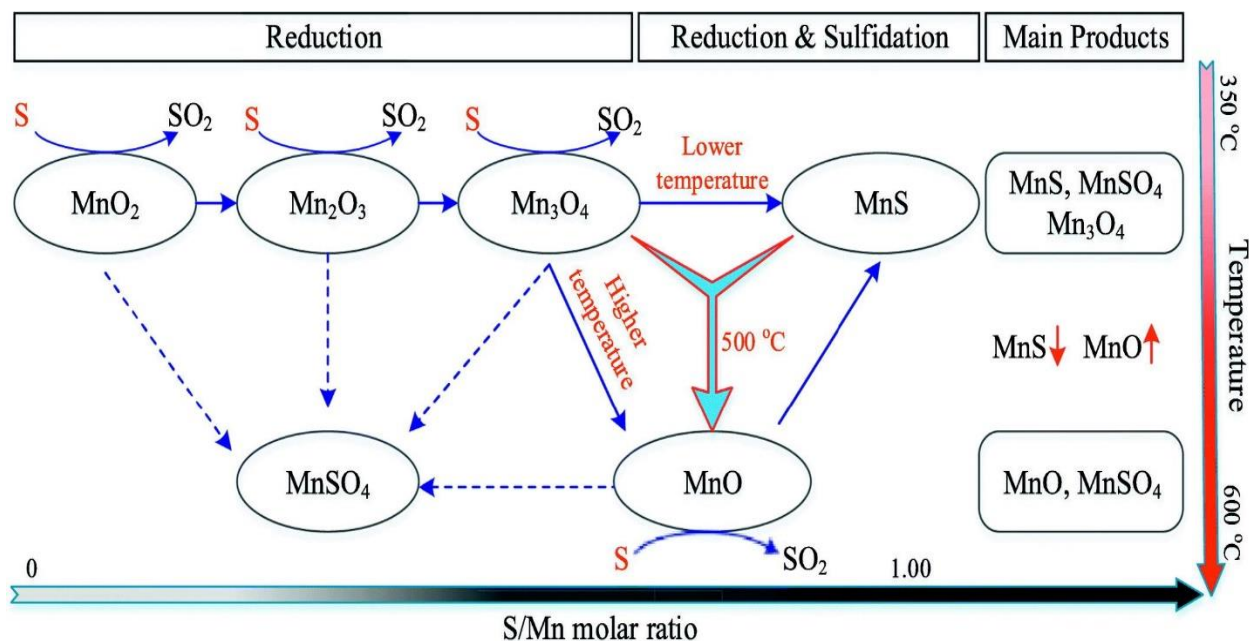 Reduction
Reduction & Sulfidation
Main Products
S
SO₂
S
SO₂
S
SO₂
MnO₂
Mn₂O₃
Mn₃O₄
Lower
temperature
MnS
MnS, MnSO₄
Mn₃O₄
350 °C
Higher
temperature
500 °C
MnS MnO
Temperature
MnSO₄
MnO
MnO, MnSO₄
600 °C
S
SO₂
0
1.00
S/Mn molar ratio